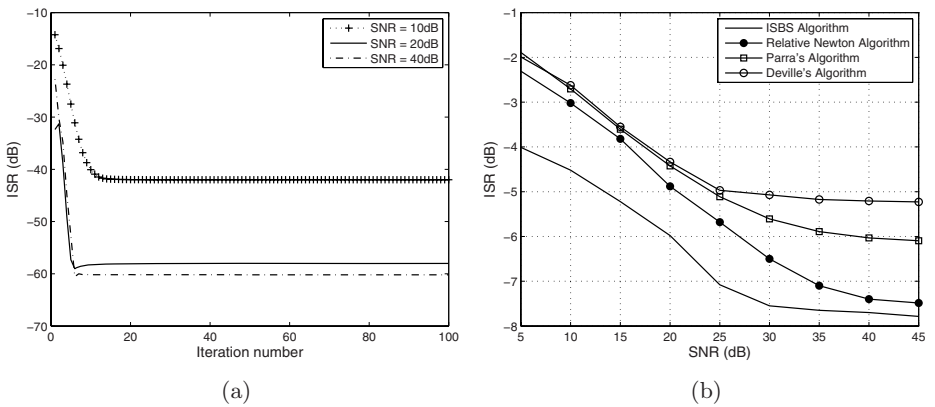 −10
−20
−30
−40
−50
−60
−70
ISR (dB)
0
20
40
60
80
100
Iteration number
SNR = 10dB
SNR = 20dB
SNR = 40dB
(a)
−1
−2
−3
−4
−5
−6
−7
−8
ISR (dB)
5
10
15
20
25
30
35
40
45
SNR (dB)
ISBS Algorithm
Relative Newton Algorithm
Parra's Algorithm
Deville's Algorithm
(b)